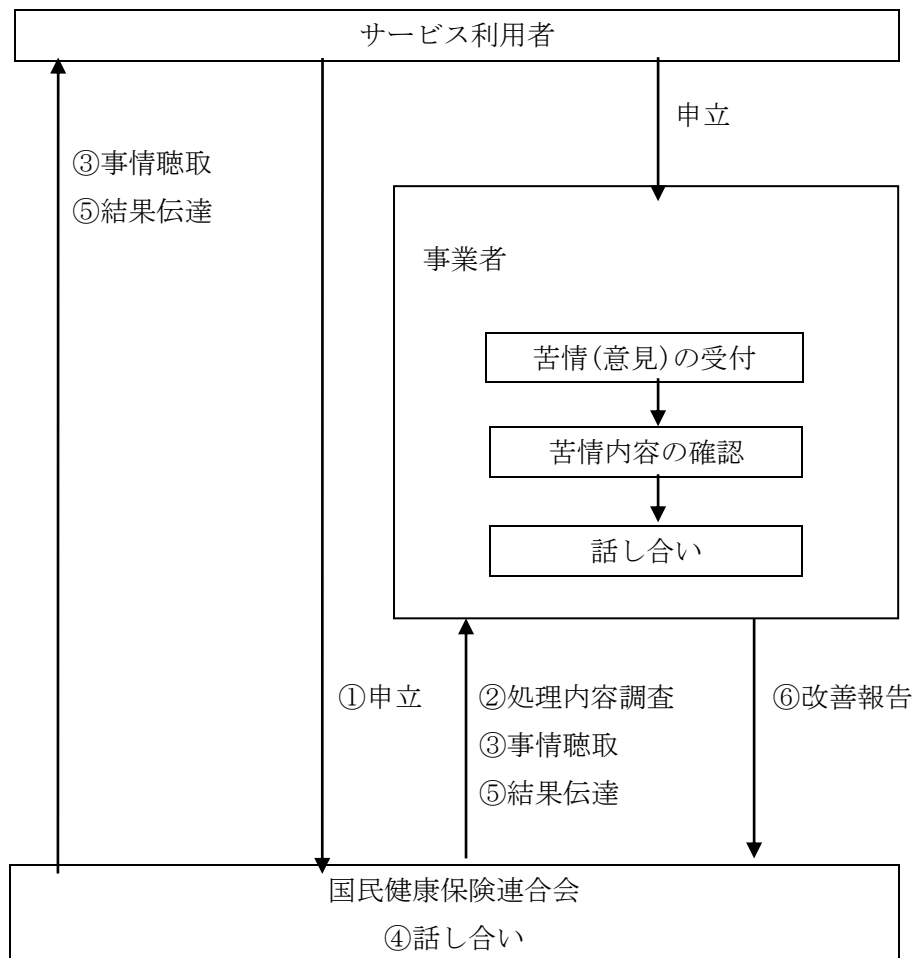 サービス利用者
申立
③事情聴取
⑤結果伝達
事業者
苦情(意見)の受付
苦情内容の確認
話し合い
①申立
②処理内容調査
③事情聴取
⑤結果伝達
⑥改善報告
国民健康保険連合会
④話し合い